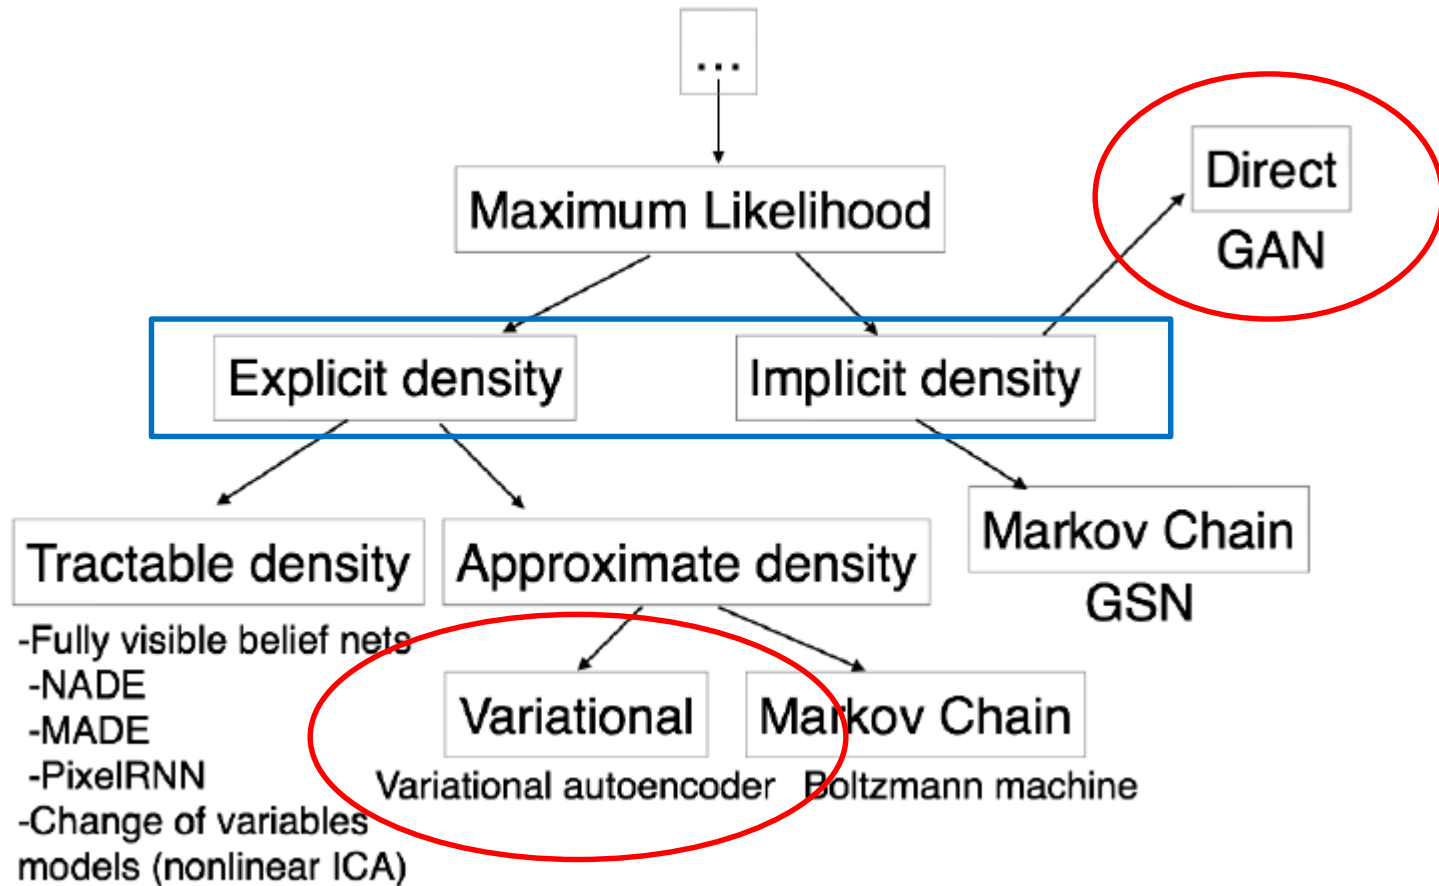 ...
Maximum Likelihood
Direct
GAN
Explicit density
Implicit density
Tractable density
Approximate density
Markov Chain
GSN
-Fully visible belief nets
-NADE
-MADE
-PixelRNN
-Change of variables
models (nonlinear ICA)
Variational
Variational autoencoder
Markov Chain
Boltzmann machine